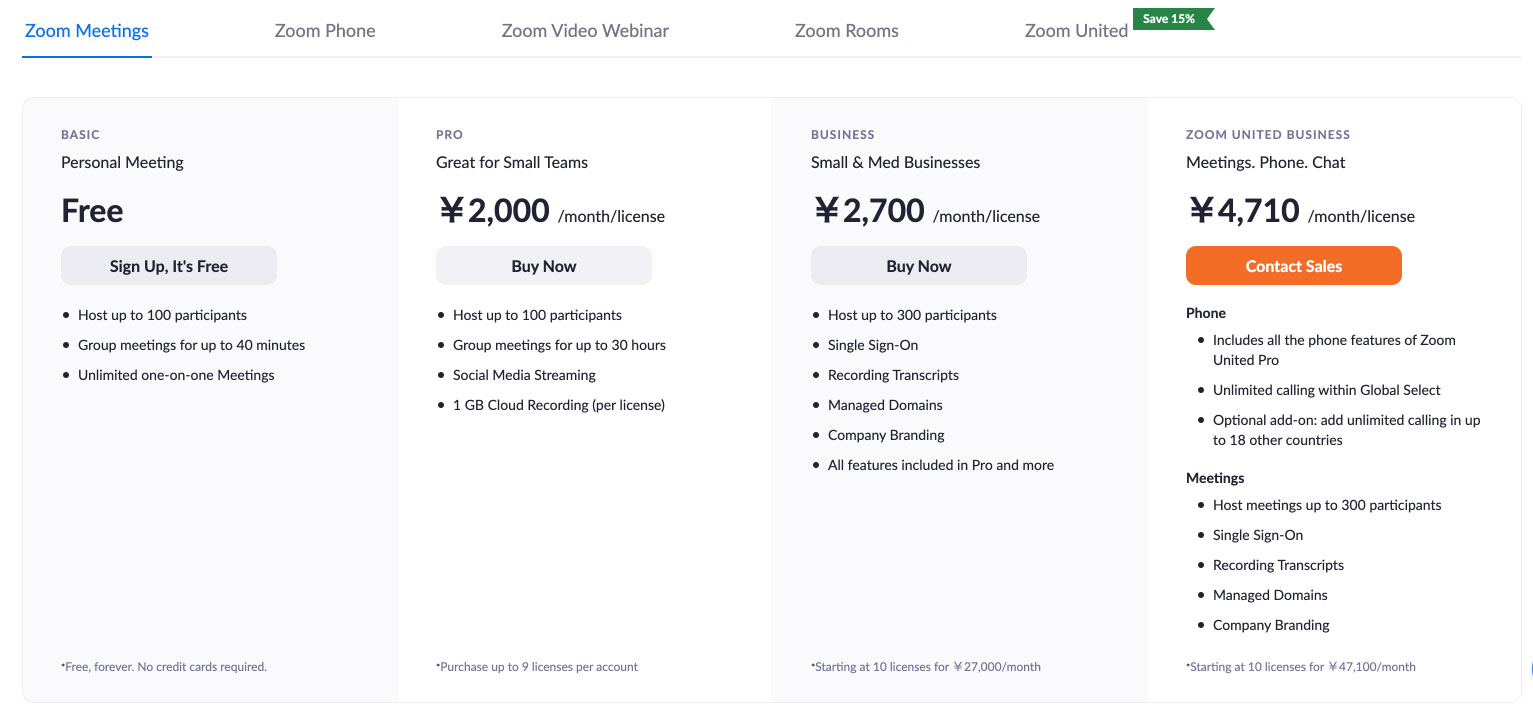 Zoom Meetings
Zoom Phone
Zoom Video Webinar
Zoom Rooms
Zoom United
Save 15%
BASIC
Personal Meeting
Free
Sign Up, It's Free
• Host up to 100 participants
• Group meetings for up to 40 minutes
• Unlimited one-on-one Meetings
*Free, forever. No credit cards required.
PRO
Great for Small Teams
¥2,000 /month/license
Buy Now
• Host up to 100 participants
• Group meetings for up to 30 hours
• Social Media Streaming
• 1 GB Cloud Recording (per license)
*Purchase up to 9 licenses per account
BUSINESS
Small & Med Businesses
¥2,700 /month/license
Buy Now
• Host up to 300 participants
• Single Sign-On
• Recording Transcripts
• Managed Domains
• Company Branding
• All features included in Pro and more
*Starting at 10 licenses for ¥27,000/month
ZOOM UNITED BUSINESS
Meetings. Phone. Chat
¥4,710 /month/license
Contact Sales
Phone
• Includes all the phone features of Zoom
United Pro
• Unlimited calling within Global Select
• Optional add-on: add unlimited calling in up
to 18 other countries
Meetings
• Host meetings up to 300 participants
• Single Sign-On
• Recording Transcripts
• Managed Domains
• Company Branding
*Starting at 10 licenses for ¥47,100/month